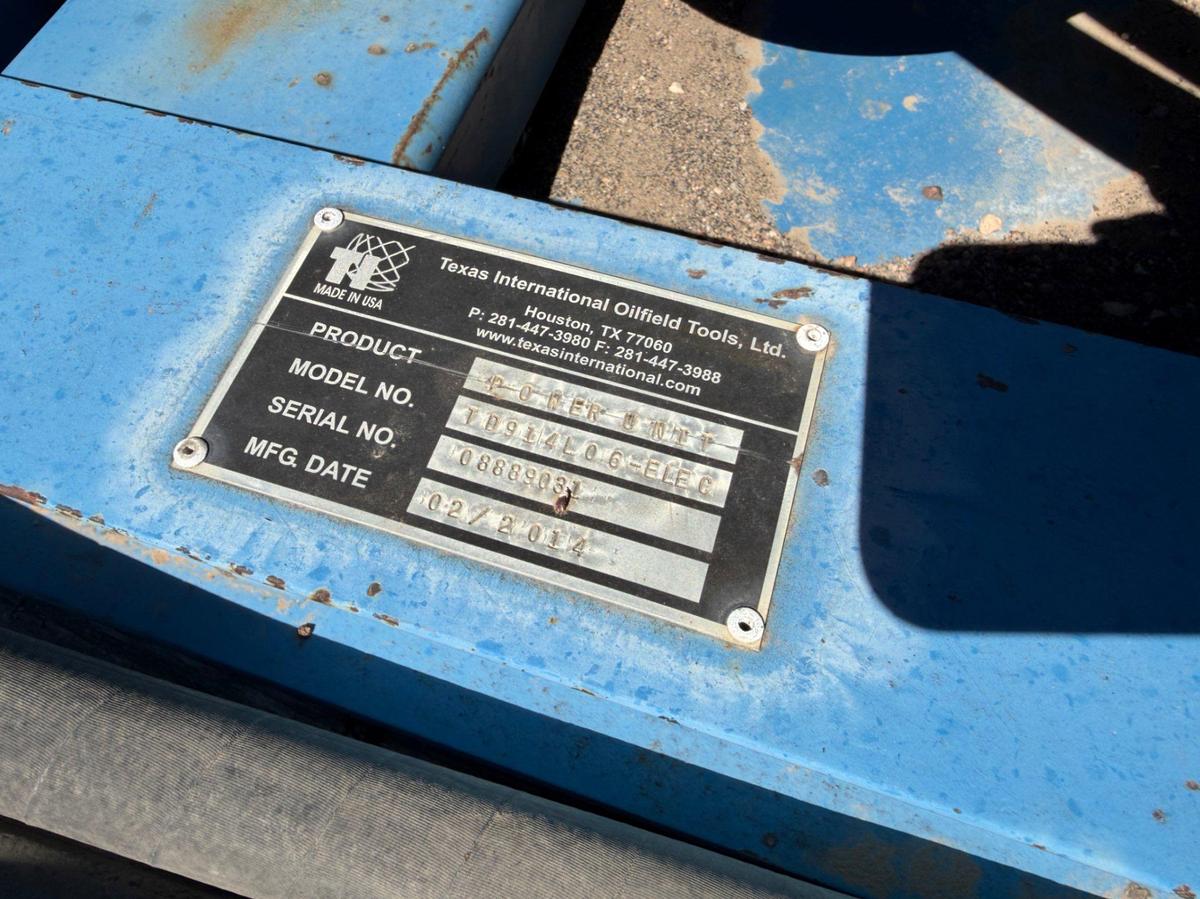 TI
MADE IN USA
Texas International Oilfield Tools, Ltd.
Houston, TX 77060
P: 281-447-3980 F: 281-447-3988
www.texasinternational.com
PRODUCT POWER UNIT
MODEL NO. TD914L06-ELEC
SERIAL NO. 08889031
MFG. DATE 02/2014